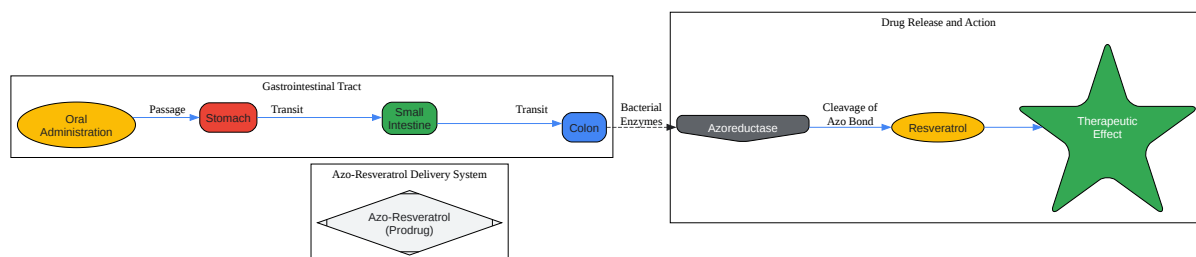 Drug Release and Action
Gastrointestinal Tract
Oral
Administration
Passage
Stomach
Transit
Small
Intestine
Transit
Colon
Bacterial
Enzymes
Azoreductase
Cleavage of
Azo Bond
Resveratrol
Therapeutic
Effect
Azo-Resveratrol Delivery System
Azo-Resveratrol
(Prodrug)